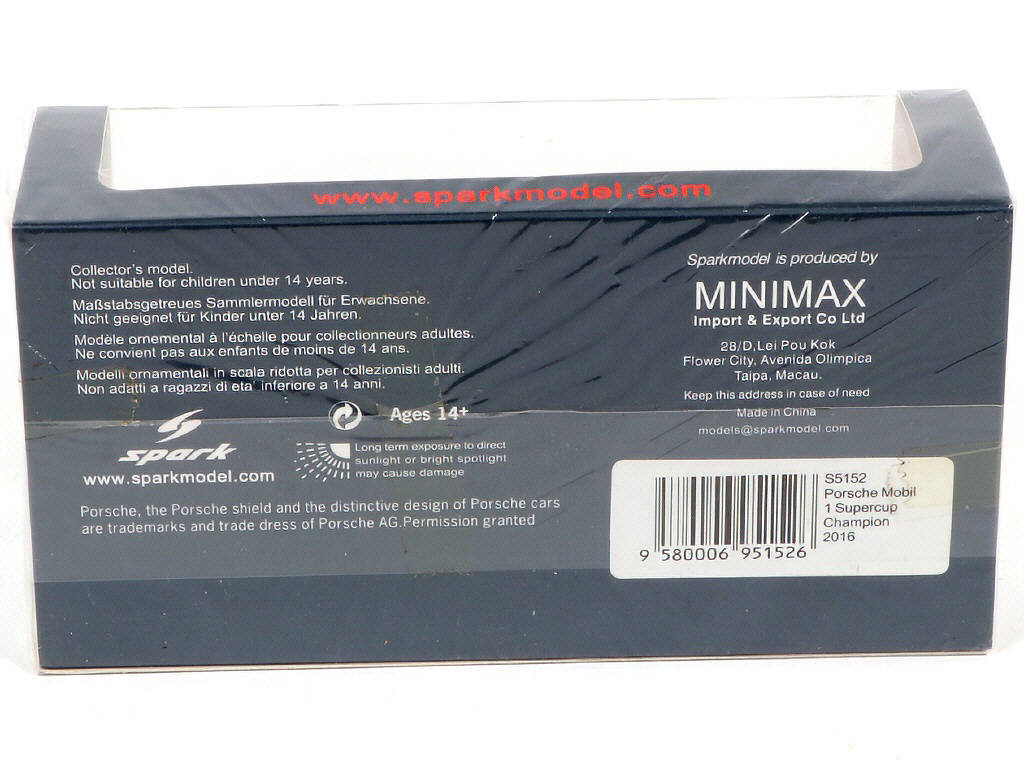 www.sparkmodel.com
Collector's model.
Not suitable for children under 14 years.
Maßstabsgetreues Sammlermodell für Erwachsene.
Nicht geeignet für Kinder unter 14 Jahren.
Modèle ornemental à l'échelle pour collectionneurs adultes.
Ne convient pas aux enfants de moins de 14 ans.
Modelli ornamentali in scala ridotta per collezionisti adulti.
Non adatti a ragazzi di eta' inferiore a 14 anni.
Ages 14+
spark
www.sparkmodel.com
Long term exposure to direct
sunlight or bright spotlight
may cause damage
Porsche, the Porsche shield and the distinctive design of Porsche cars
are trademarks and trade dress of Porsche AG.Permission granted
Sparkmodel is produced by
MINIMAX
Import & Export Co Ltd
28/D,Lei Pou Kok
Flower City, Avenida Olimpica
Taipa, Macau.
Keep this address in case of need
Made in China
models@sparkmodel.com
S5152
Porsche Mobil
1 Supercup
Champion
2016
9 580006 951526